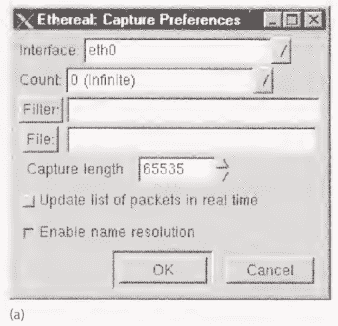 Ethereal: Capture Preferences
Interface: eth0
Count: 0 (Infinite)
Filter:
File:
Capture length 65535
Update list of packets in real time
Enable name resolution
OK Cancel
(a)